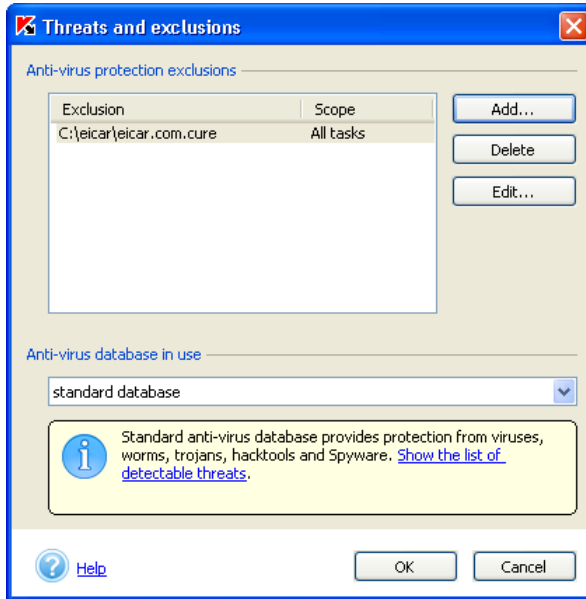 Threats and exclusions
Anti-virus protection exclusions
Exclusion Scope
C:\eicar\eicar.com.cure All tasks
Add...
Delete
Edit...
Anti-virus database in use
standard database
Standard anti-virus database provides protection from viruses,
worms, trojans, hacktools and Spyware. Show the list of
detectable threats.
Help
OK
Cancel